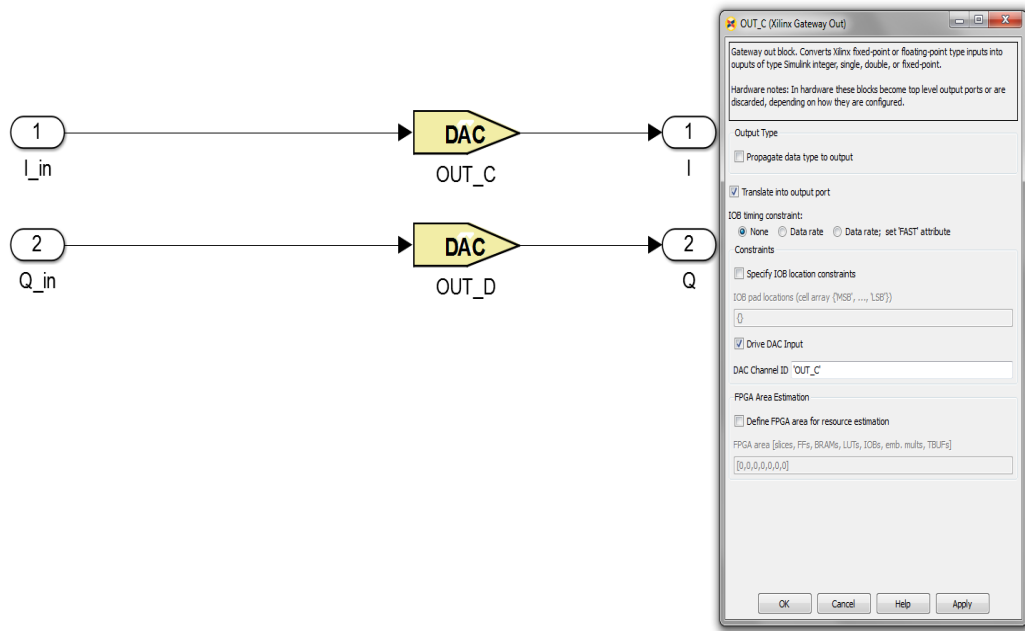 1
I_in
DAC
OUT_C
1
I
2
Q_in
DAC
OUT_D
2
Q
OUT_C (Xilinx Gateway Out)
Gateway out block. Converts Xilinx fixed-point or floating-point type inputs into
ouputs of type Simulink integer, single, double, or fixed-point.
Hardware notes: In hardware these blocks become top level output ports or are
discarded, depending on how they are configured.
Output Type
Propagate data type to output
Translate into output port
IOB timing constraint:
None Data rate Data rate; set 'FAST' attribute
Constraints
Specify IOB location constraints
IOB pad locations (cell array {'MSB', ..., 'LSB'})
{}
Drive DAC Input
DAC Channel ID 'OUT_C'
FPGA Area Estimation
Define FPGA area for resource estimation
FPGA area [slices, FFs, BRAMs, LUTs, IOBs, emb. mults, TBUFs]
[0,0,0,0,0,0,0]
OK Cancel Help Apply